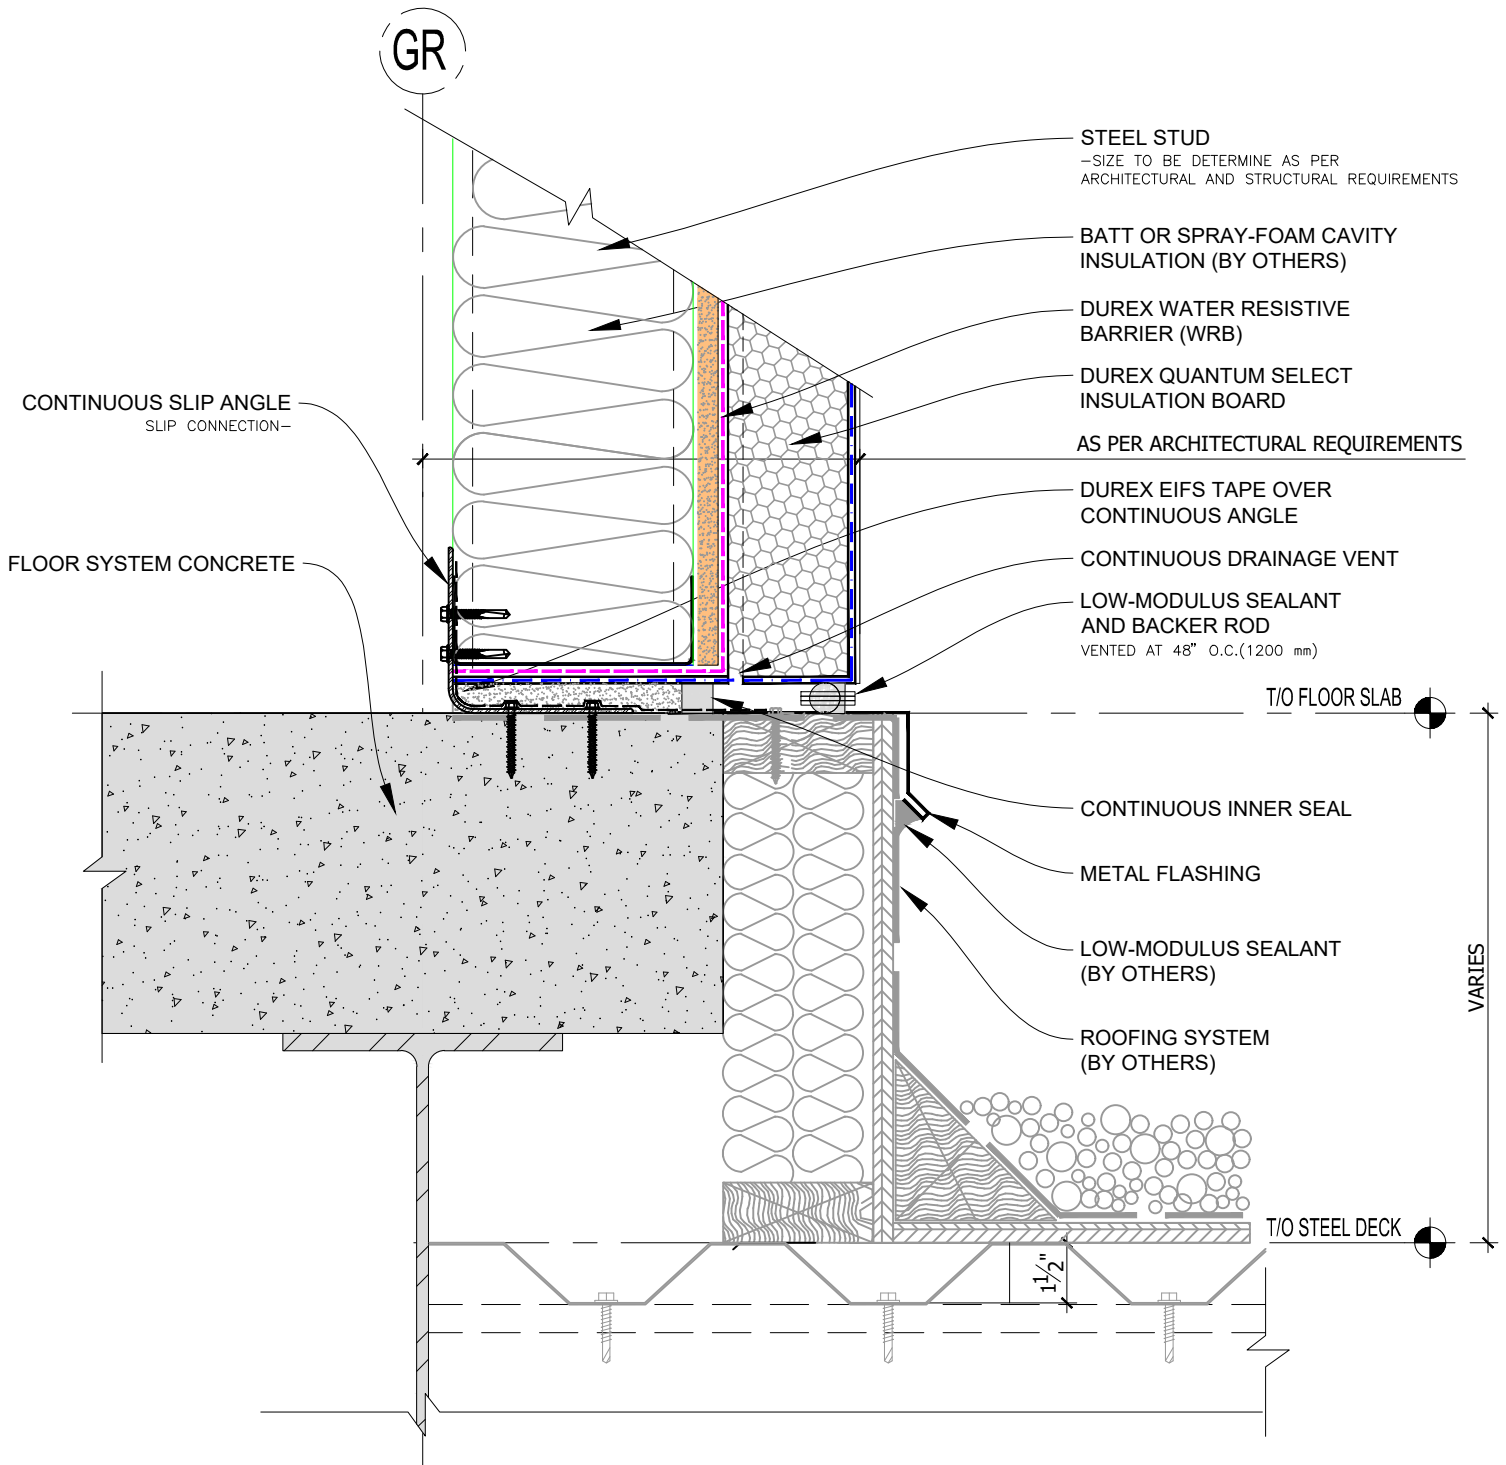 GR
STEEL STUD
-SIZE TO BE DETERMINE AS PER
ARCHITECTURAL AND STRUCTURAL REQUIREMENTS
BATT OR SPRAY-FOAM CAVITY
INSULATION (BY OTHERS)
DUREX WATER RESISTIVE
BARRIER (WRB)
DUREX QUANTUM SELECT
INSULATION BOARD
CONTINUOUS SLIP ANGLE
SLIP CONNECTION-
AS PER ARCHITECTURAL REQUIREMENTS
DUREX EIFS TAPE OVER
CONTINUOUS ANGLE
FLOOR SYSTEM CONCRETE
CONTINUOUS DRAINAGE VENT
LOW-MODULUS SEALANT
AND BACKER ROD
VENTED AT 48" O.C.(1200 mm)
T/O FLOOR SLAB
CONTINUOUS INNER SEAL
METAL FLASHING
LOW-MODULUS SEALANT
(BY OTHERS)
VARIES
ROOFING SYSTEM
(BY OTHERS)
T/O STEEL DECK
1½"